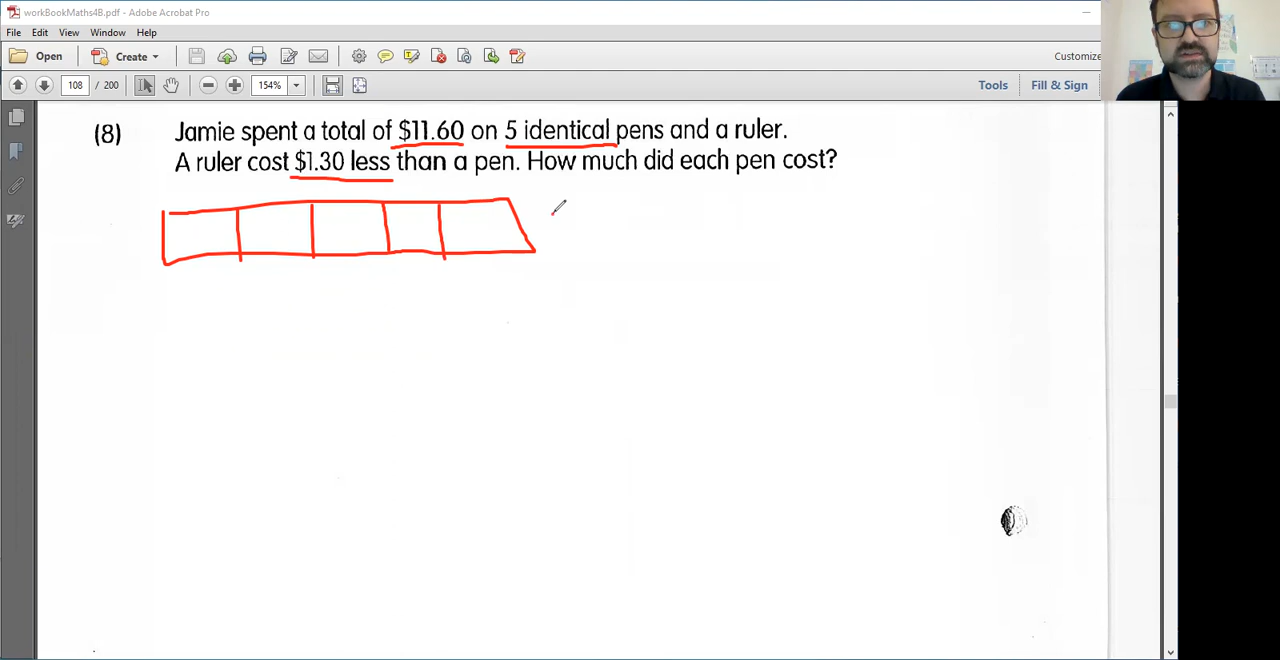 workBookMaths4B.pdf - Adobe Acrobat Pro
File Edit View Window Help
Open Create Customize
108 / 200 154% Tools Fill & Sign
(8) Jamie spent a total of $11.60 on 5 identical pens and a ruler.
A ruler cost $1.30 less than a pen. How much did each pen cost?